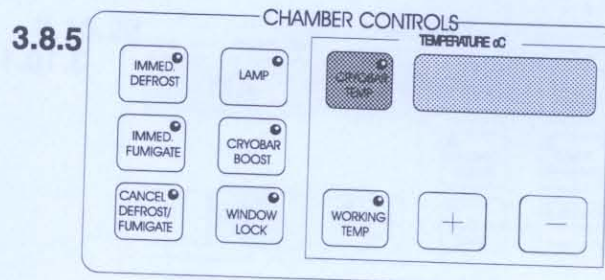 3.8.5
CHAMBER CONTROLS
TEMPERATURE oC
IMMED.
DEFROST
LAMP
CRYOBAR
TEMP
IMMED.
FUMIGATE
CRYOBAR
BOOST
CANCEL
DEFROST/
FUMIGATE
WINDOW
LOCK
WORKING
TEMP
+
−